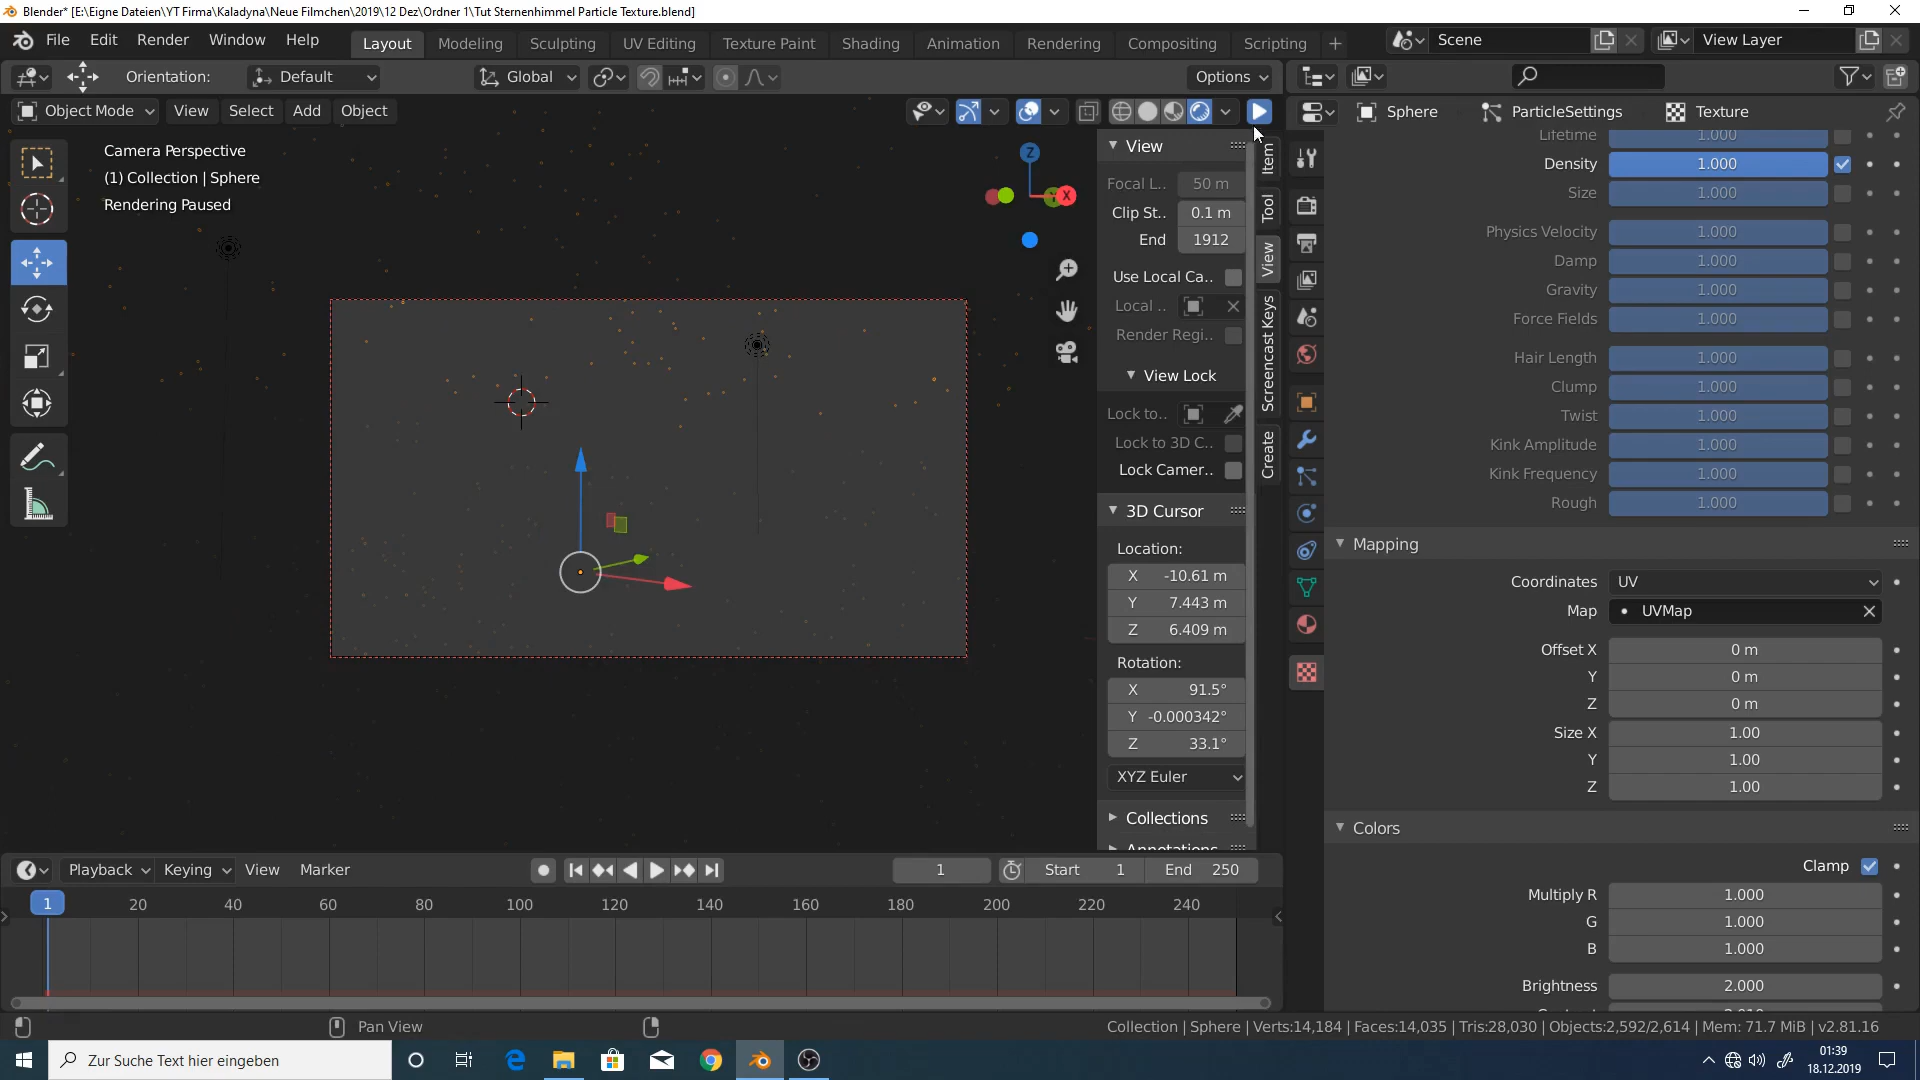 Blender* [E:\Eigne Dateien\YT Firma\Kaladyna\Neue Filmchen\2019\12 Dez\Ordner 1\Tut Sternenhimmel Particle Texture.blend]
File Edit Render Window Help Layout Modeling Sculpting UV Editing Texture Paint Shading Animation Rendering Compositing Scripting + Scene View Layer
Orientation: Default Global Options
Object Mode View Select Add Object Sphere ParticleSettings Texture
Camera Perspective
(1) Collection | Sphere
Rendering Paused
Z
X
Y
View
Focal L.. 50 m
Clip St.. 0.1 m
End 1912
Use Local Ca..
Local ..
Render Regi..
View Lock
Lock to..
Lock to 3D C..
Lock Camer..
3D Cursor
Location:
X -10.61 m
Y 7.443 m
Z 6.409 m
Rotation:
X 91.5°
Y -0.000342°
Z 33.1°
XYZ Euler
Collections
Annotations
Item
Tool
View
Screencast Keys
Create
Lifetime 1.000
Density 1.000
Size 1.000
Physics Velocity 1.000
Damp 1.000
Gravity 1.000
Force Fields 1.000
Hair Length 1.000
Clump 1.000
Twist 1.000
Kink Amplitude 1.000
Kink Frequency 1.000
Rough 1.000
Mapping
Coordinates UV
Map UVMap
Offset X 0 m
Y 0 m
Z 0 m
Size X 1.00
Y 1.00
Z 1.00
Colors
Clamp
Multiply R 1.000
G 1.000
B 1.000
Brightness 2.000
Playback Keying View Marker 1 Start 1 End 250
1 20 40 60 80 100 120 140 160 180 200 220 240
Pan View Collection | Sphere | Verts:14,184 | Faces:14,035 | Tris:28,030 | Objects:2,592/2,614 | Mem: 71.7 MiB | v2.81.16
Zur Suche Text hier eingeben
01:39
18.12.2019